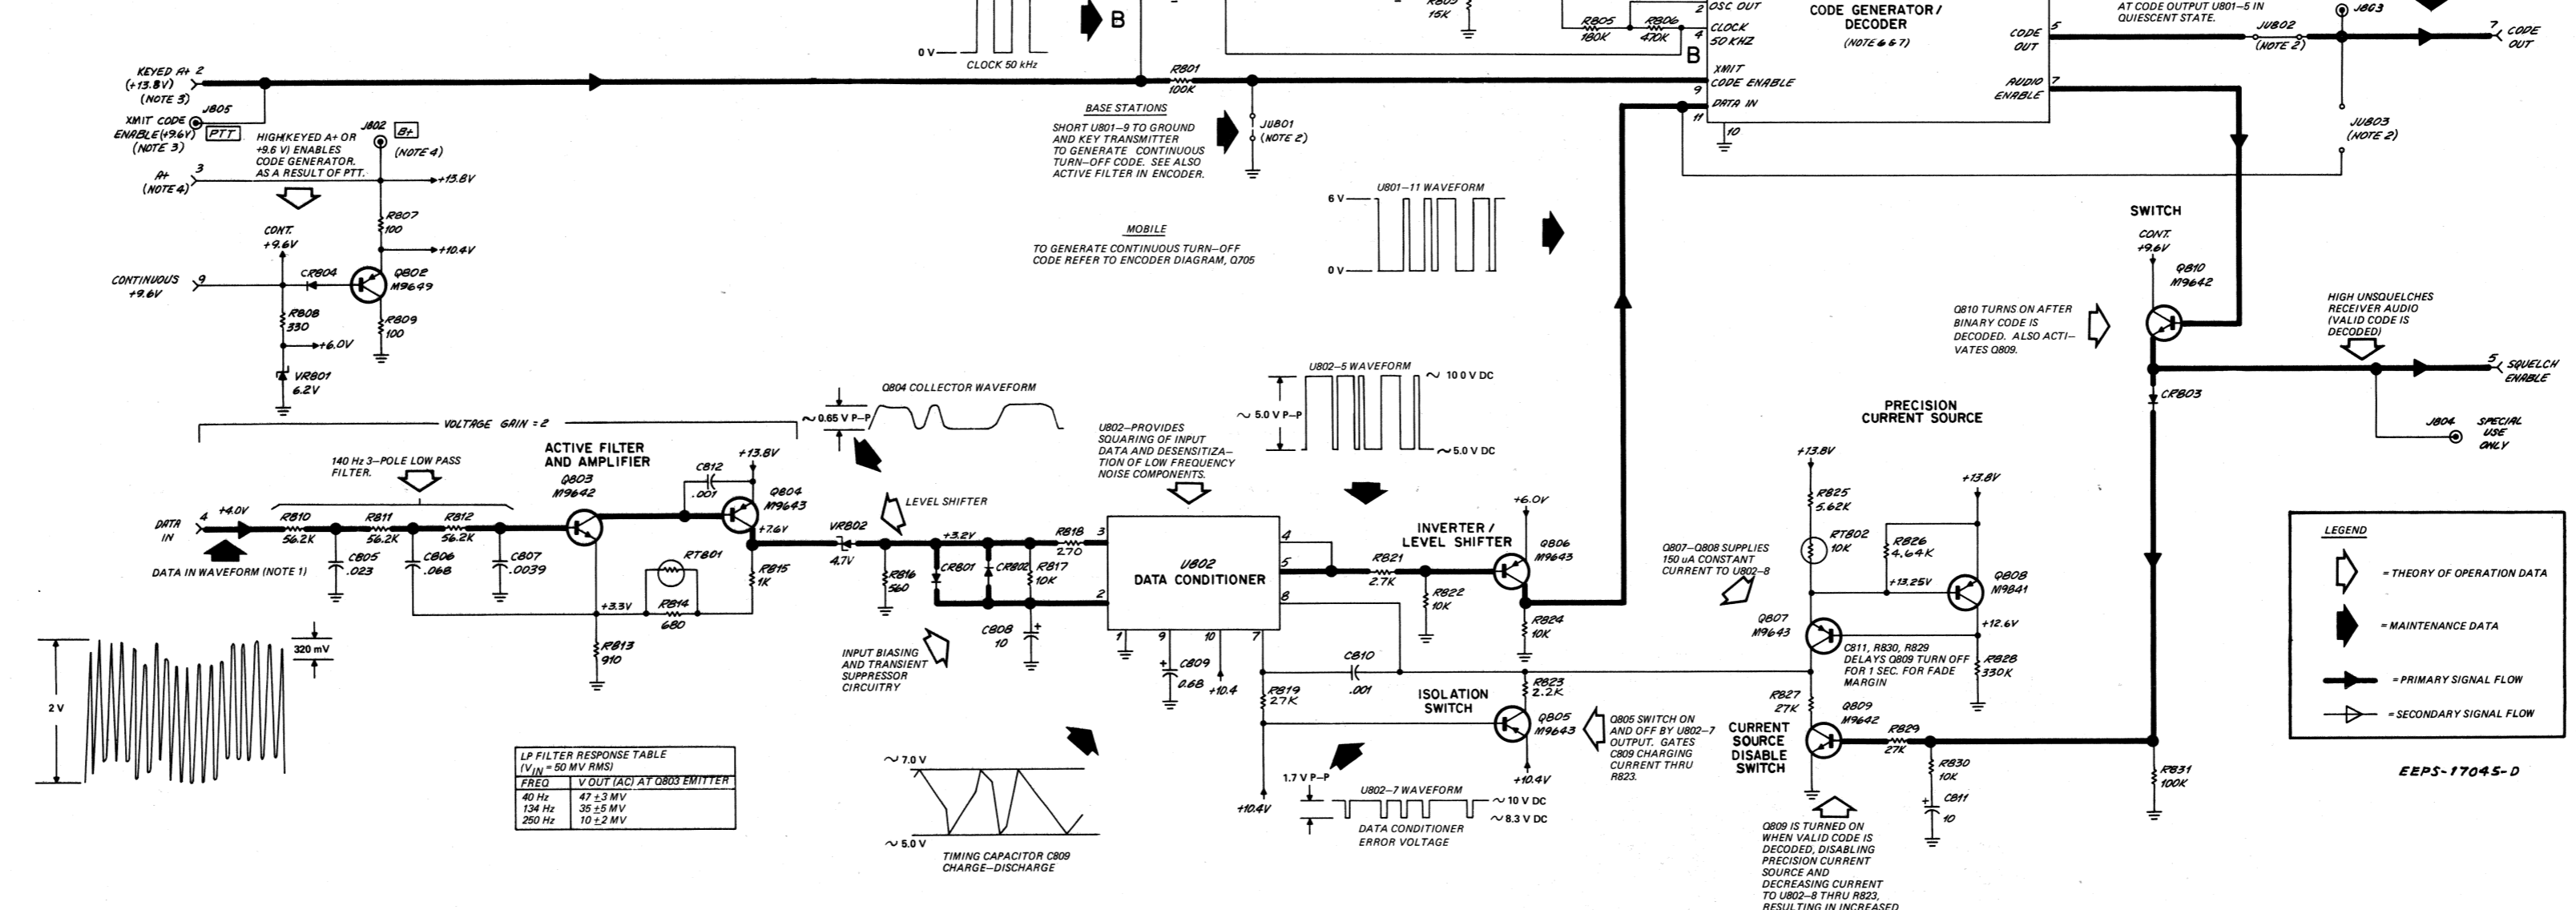 R803
15K
2
OSC OUT
CODE GENERATOR/
DECODER
(NOTE 6 & 7)
R805
180K
R806
470K
CLOCK
4
50 KHZ
B
AT CODE OUTPUT U801-5 IN
QUIESCENT STATE.
J803
5
CODE
OUT
JU802
(NOTE 2)
7
CODE
OUT
B
0 V
CLOCK 50 kHz
KEYED A+ 2
(+13.8V)
(NOTE 3)
J805
XMIT CODE
ENABLE (+9.6V)
PTT
(NOTE 3)
HIGH (KEYED A+ OR
+9.6 V) ENABLES
CODE GENERATOR.
AS A RESULT OF PTT.
J802
B+
(NOTE 4)
A+
3
(NOTE 4)
+13.8V
R807
100
+10.4V
CONT.
+9.6V
CONTINUOUS
+9.6V
9
CR804
Q802
M9649
R808
330
R809
100
+6.0V
VR801
6.2V
R801
100K
XMIT
CODE ENABLE
9
DATA IN
11
10
AUDIO
ENABLE
7
BASE STATIONS
SHORT U801-9 TO GROUND
AND KEY TRANSMITTER
TO GENERATE CONTINUOUS
TURN-OFF CODE. SEE ALSO
ACTIVE FILTER IN ENCODER.
JU801
(NOTE 2)
JU803
(NOTE 2)
MOBILE
TO GENERATE CONTINUOUS TURN-OFF
CODE REFER TO ENCODER DIAGRAM, Q705
U801-11 WAVEFORM
6 V
0 V
SWITCH
CONT.
+9.6V
Q810
M9642
Q810 TURNS ON AFTER
BINARY CODE IS
DECODED. ALSO ACTI-
VATES Q809.
HIGH UNSQUELCHES
RECEIVER AUDIO
(VALID CODE IS
DECODED)
5
SQUELCH
ENABLE
CR803
J804
SPECIAL
USE
ONLY
VOLTAGE GAIN = 2
140 Hz 3-POLE LOW PASS
FILTER.
ACTIVE FILTER
AND AMPLIFIER
Q803
M9642
DATA
IN
4
+4.0V
R810
56.2K
R811
56.2K
R812
56.2K
C805
.023
C806
.068
C807
.0039
DATA IN WAVEFORM (NOTE 1)
C812
.001
+13.8V
Q804
M9643
+7.6V
RT801
+3.3V
R814
680
R813
910
R815
1K
2 V
320 mV
LP FILTER RESPONSE TABLE
(VIN = 50 MV RMS)
FREQ V OUT (AC) AT Q803 EMITTER
40 Hz 47 ±3 MV
134 Hz 35 ±5 MV
250 Hz 10 ±2 MV
Q804 COLLECTOR WAVEFORM
~ 0.65 V P-P
LEVEL SHIFTER
VR802
4.7V
+3.2V
R818
270
R816
560
CR801
CR802
R817
10K
C808
10
+
INPUT BIASING
AND TRANSIENT
SUPPRESSOR
CIRCUITRY
U802-PROVIDES
SQUARING OF INPUT
DATA AND DESENSITIZA-
TION OF LOW FREQUENCY
NOISE COMPONENTS.
U802
DATA CONDITIONER
3
2
4
5
8
1
9
10
7
C809
0.68
+
+10.4
U802-5 WAVEFORM
~ 10 0 V DC
~ 5.0 V P-P
~ 5.0 V DC
INVERTER /
LEVEL SHIFTER
R821
2.7K
R822
10K
+6.0V
Q806
M9643
R824
10K
C810
.001
R819
27K
+10.4V
ISOLATION
SWITCH
R823
2.2K
Q805
M9643
+10.4V
Q805 SWITCH ON
AND OFF BY U802-7
OUTPUT. GATES
C809 CHARGING
CURRENT THRU
R823.
1.7 V P-P
U802-7 WAVEFORM
~ 10 V DC
~ 8.3 V DC
DATA CONDITIONER
ERROR VOLTAGE
~ 7.0 V
~ 5.0 V
TIMING CAPACITOR C809
CHARGE-DISCHARGE
PRECISION
CURRENT SOURCE
+13.8V
R825
5.62K
RT802
10K
R826
4.64K
+13.8V
+13.25V
Q808
M9841
Q807
M9643
+12.6V
Q807-Q808 SUPPLIES
150 uA CONSTANT
CURRENT TO U802-8
C811, R830, R829
DELAYS Q809 TURN OFF
FOR 1 SEC. FOR FADE
MARGIN
R828
330K
R827
27K
CURRENT
SOURCE
DISABLE
SWITCH
Q809
M9642
R829
27K
R830
10K
C811
10
+
R831
100K
Q809 IS TURNED ON
WHEN VALID CODE IS
DECODED, DISABLING
PRECISION CURRENT
SOURCE AND
DECREASING CURRENT
TO U802-8 THRU R823,
RESULTING IN INCREASED
LEGEND
= THEORY OF OPERATION DATA
= MAINTENANCE DATA
= PRIMARY SIGNAL FLOW
= SECONDARY SIGNAL FLOW
EEPS-17045-D